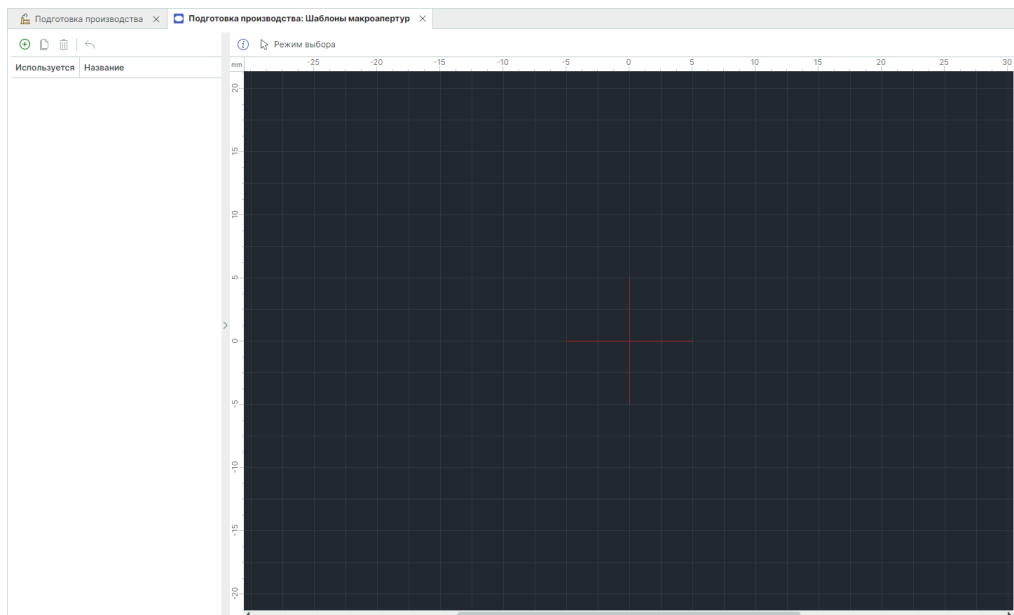 Подготовка производства
Подготовка производства: Шаблоны макроапертур
Режим выбора
Используется Название
mm
-25 -20 -15 -10 -5 0 5 10 15 20 25 30
20
15
10
5
0
-5
-10
-15
-20